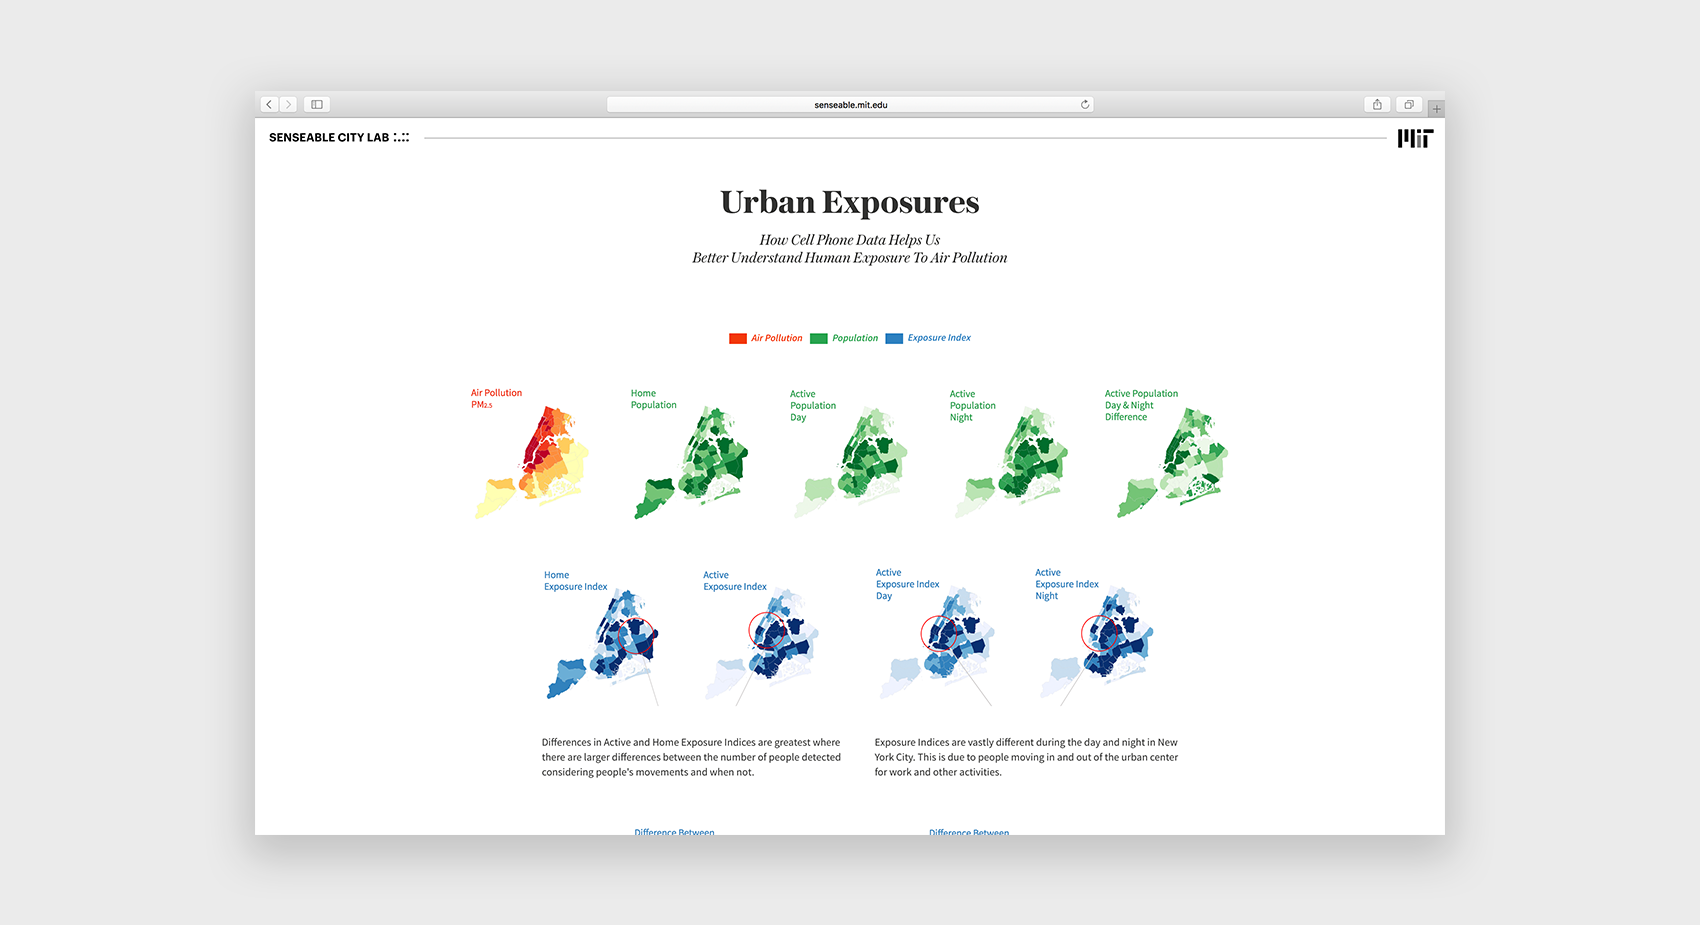 senseable.mit.edu
SENSEABLE CITY LAB
MIT
Urban Exposures
How Cell Phone Data Helps Us
Better Understand Human Exposure To Air Pollution
Air Pollution
Population
Exposure Index
Air Pollution
PM2.5
Home
Population
Active
Population
Day
Active
Population
Night
Active Population
Day & Night
Difference
Home
Exposure Index
Active
Exposure Index
Active
Exposure Index
Day
Active
Exposure Index
Night
Differences in Active and Home Exposure Indices are greatest where
there are larger differences between the number of people detected
considering people's movements and when not.
Exposure Indices are vastly different during the day and night in New
York City. This is due to people moving in and out of the urban center
for work and other activities.
Difference Between
Difference Between